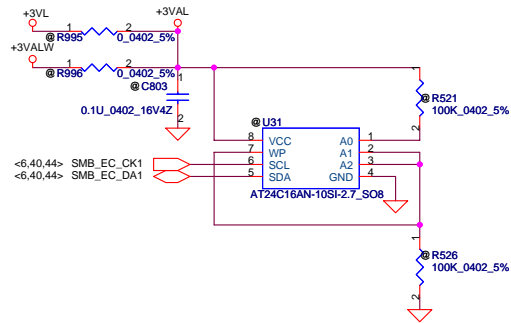 +3VL
+3VAL
1 2
@R995 0_0402_5%
+3VALW
1 2
@R996 0_0402_5%
@C803
1
0.1U_0402_16V4Z
2
1
@R521
100K_0402_5%
2
@U31
8 VCC A0 1
7 WP A1 2
<6,40,44> SMB_EC_CK1 6 SCL A2 3
<6,40,44> SMB_EC_DA1 5 SDA GND 4
AT24C16AN-10SI-2.7_SO8
1
@R526
100K_0402_5%
2